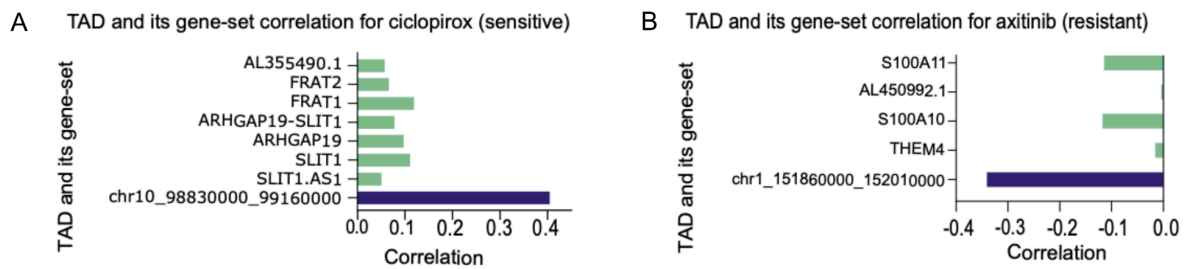 A
TAD and its gene-set correlation for ciclopirox (sensitive)
TAD and its gene-set
AL355490.1
FRAT2
FRAT1
ARHGAP19-SLIT1
ARHGAP19
SLIT1
SLIT1.AS1
chr10_98830000_99160000
0.0 0.1 0.2 0.3 0.4
Correlation
B
TAD and its gene-set correlation for axitinib (resistant)
TAD and its gene-set
S100A11
AL450992.1
S100A10
THEM4
chr1_151860000_152010000
-0.4 -0.3 -0.2 -0.1 0.0
Correlation